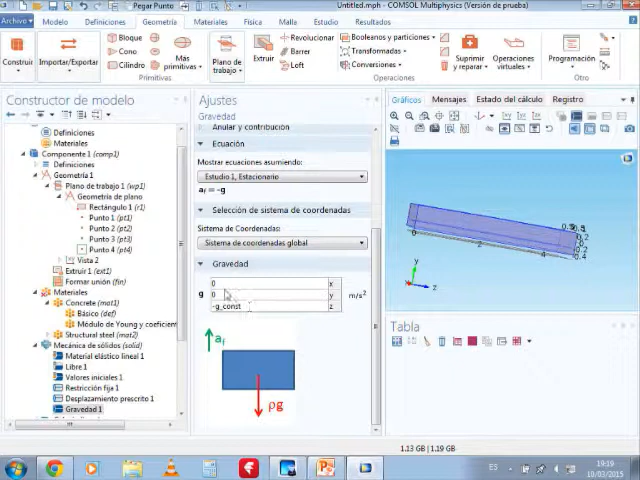 Untitled.mph - COMSOL Multiphysics (Versión de prueba)
Pegar Punto
Archivo Modelo Definiciones Geometría Materiales Física Malla Estudio Resultados
Construir
Importar/Exportar
Bloque
Cono
Cilindro
Más primitivas
Primitivas
Plano de trabajo
Extruir
Revolucionar
Barrer
Loft
Booleanos y particiones
Transformadas
Conversiones
Operaciones
Suprimir y reparar
Operaciones virtuales
Programación
Otro
Constructor de modelo
Definiciones
Materiales
Componente 1 (comp1)
Definiciones
Geometría 1
Plano de trabajo 1 (wp1)
Geometría de plano
Rectángulo 1 (r1)
Punto 1 (pt1)
Punto 2 (pt2)
Punto 3 (pt3)
Punto 4 (pt4)
Vista 2
Extruir 1 (ext1)
Formar unión (fin)
Materiales
Concrete (mat1)
Básico (def)
Módulo de Young y coeficien
Structural steel (mat2)
Mecánica de sólidos (solid)
Material elástico lineal 1
Libre 1
Valores iniciales 1
Restricción fija 1
Desplazamiento prescrito 1
Gravedad 1
Ajustes
Gravedad
Anular y contribución
Ecuación
Mostrar ecuaciones asumiendo:
Estudio 1, Estacionario
af = -g
Selección de sistema de coordenadas
Sistema de Coordenadas:
Sistema de coordenadas global
Gravedad
g
0 x
0 y
-g_const z
m/s²
af
ρg
Gráficos Mensajes Estado del cálculo Registro
0
2
4
y
z
x
Tabla
1.13 GB | 1.19 GB
ES
19:19
10/03/2015